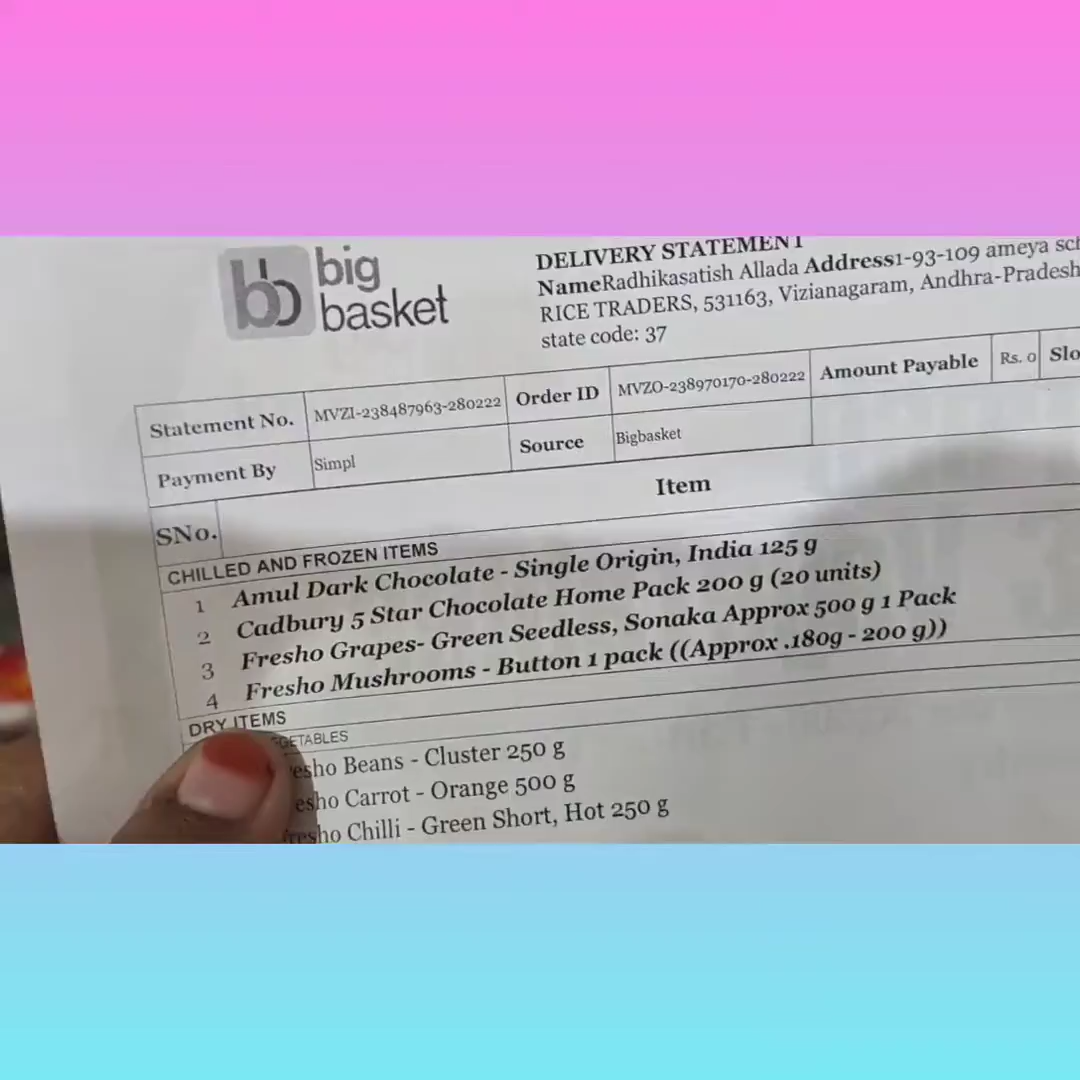 big
basket
DELIVERY STATEMENT
NameRadhikasatish Allada Address1-93-109 ameya
RICE TRADERS, 531163, Vizianagaram, Andhra-Pradesh
state code: 37
Statement No. MVZI-238487963-280222 Order ID MVZO-238970170-280222 Amount Payable Rs. 0
Payment By Simpl Source Bigbasket
SNo. Item
CHILLED AND FROZEN ITEMS
1 Amul Dark Chocolate - Single Origin, India 125 g
2 Cadbury 5 Star Chocolate Home Pack 200 g (20 units)
3 Fresho Grapes- Green Seedless, Sonaka Approx 500 g 1 Pack
4 Fresho Mushrooms - Button 1 pack ((Approx .180g - 200 g))
DRY ITEMS
Beans - Cluster 250 g
Carrot - Orange 500 g
Chilli - Green Short, Hot 250 g